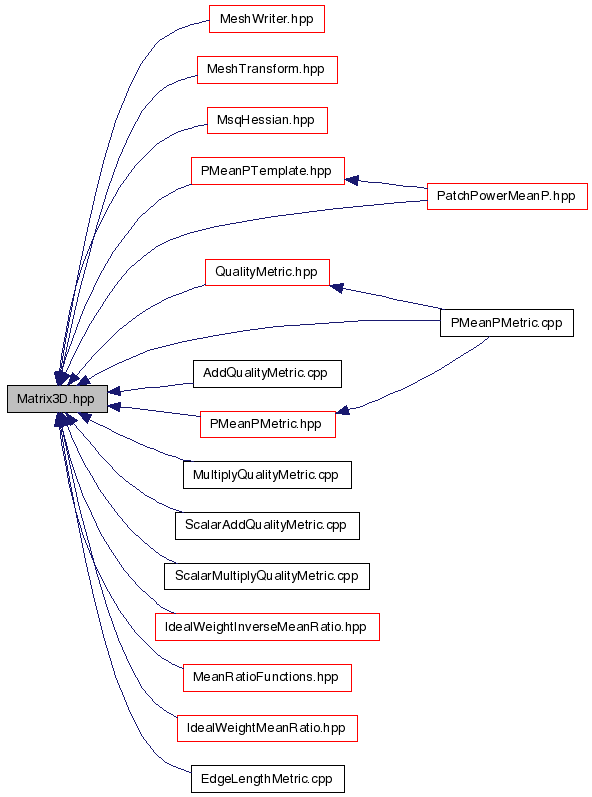 MeshWriter.hpp
MeshTransform.hpp
MsqHessian.hpp
PMeanPTemplate.hpp
PatchPowerMeanP.hpp
QualityMetric.hpp
PMeanPMetric.cpp
AddQualityMetric.cpp
Matrix3D.hpp
PMeanPMetric.hpp
MultiplyQualityMetric.cpp
ScalarAddQualityMetric.cpp
ScalarMultiplyQualityMetric.cpp
IdealWeightInverseMeanRatio.hpp
MeanRatioFunctions.hpp
IdealWeightMeanRatio.hpp
EdgeLengthMetric.cpp